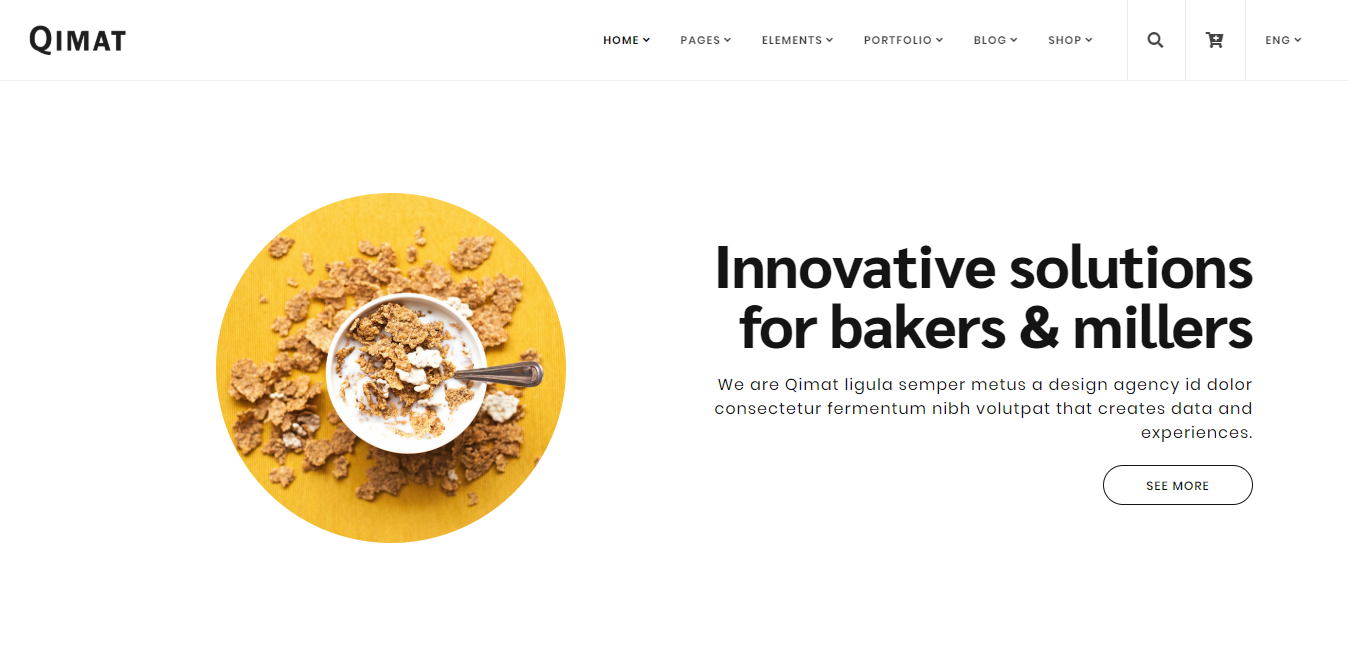 QIMAT
HOME
PAGES
ELEMENTS
PORTFOLIO
BLOG
SHOP
ENG
Innovative solutions
for bakers & millers
We are Qimat ligula semper metus a design agency id dolor
consectetur fermentum nibh volutpat that creates data and
experiences.
SEE MORE